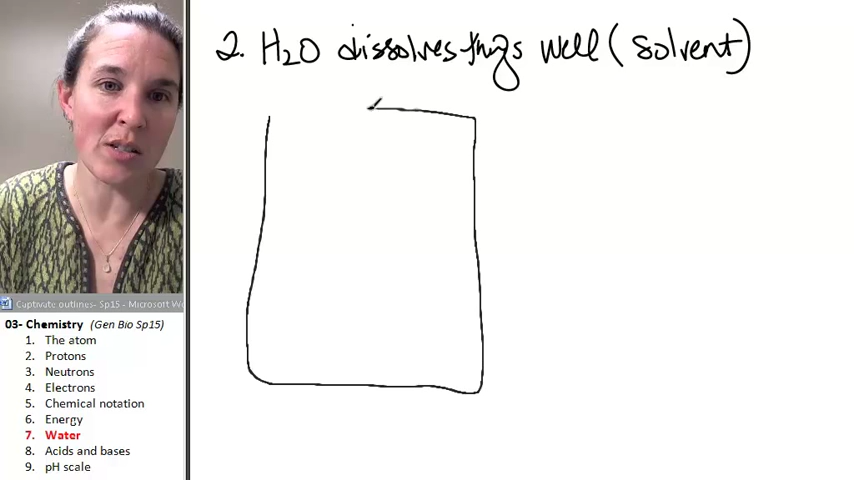 2. H2O dissolves things well (solvent)
Captivate outlines- Sp15 - Microsoft W
03- Chemistry (Gen Bio Sp15)
1. The atom
2. Protons
3. Neutrons
4. Electrons
5. Chemical notation
6. Energy
7. Water
8. Acids and bases
9. pH scale